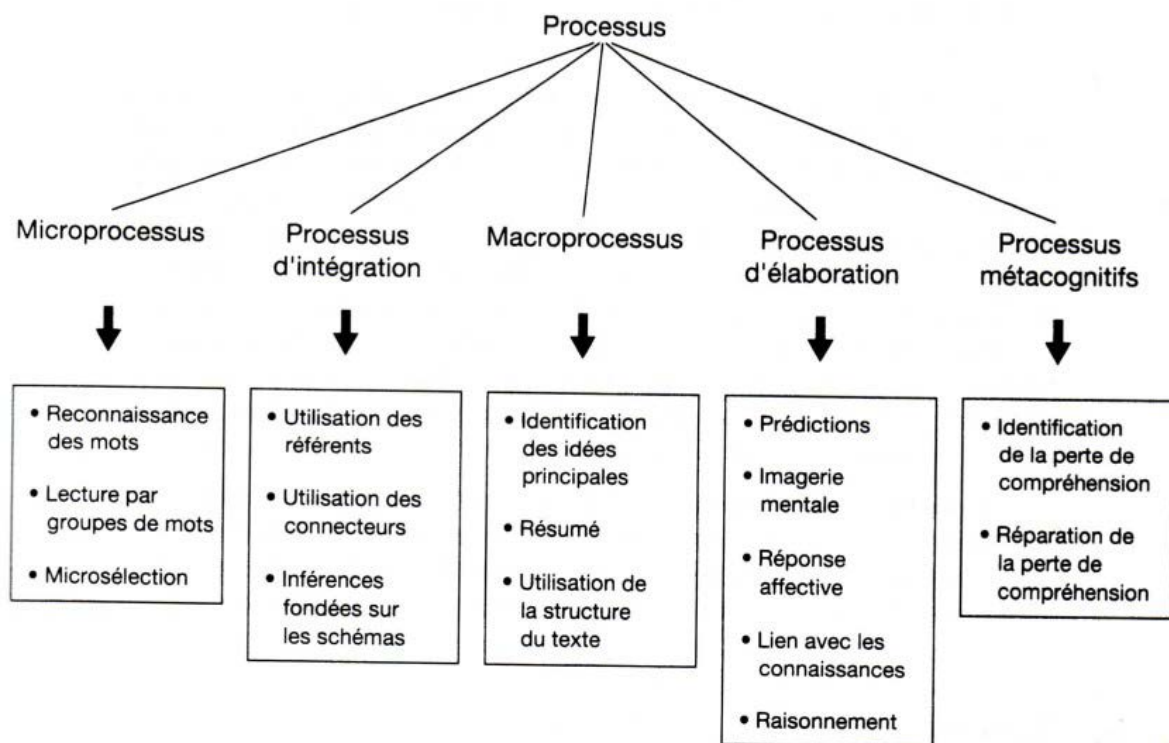 Processus
Microprocessus
Processus
d'intégration
Macroprocessus
Processus
d'élaboration
Processus
métacognitifs
• Reconnaissance
des mots
• Lecture par
groupes de mots
• Microsélection
• Utilisation des
référents
• Utilisation des
connecteurs
• Inférences
fondées sur
les schémas
• Identification
des idées
principales
• Résumé
• Utilisation de
la structure
du texte
• Prédictions
• Imagerie
mentale
• Réponse
affective
• Lien avec les
connaissances
• Raisonnement
• Identification
de la perte de
compréhension
• Réparation de
la perte de
compréhension